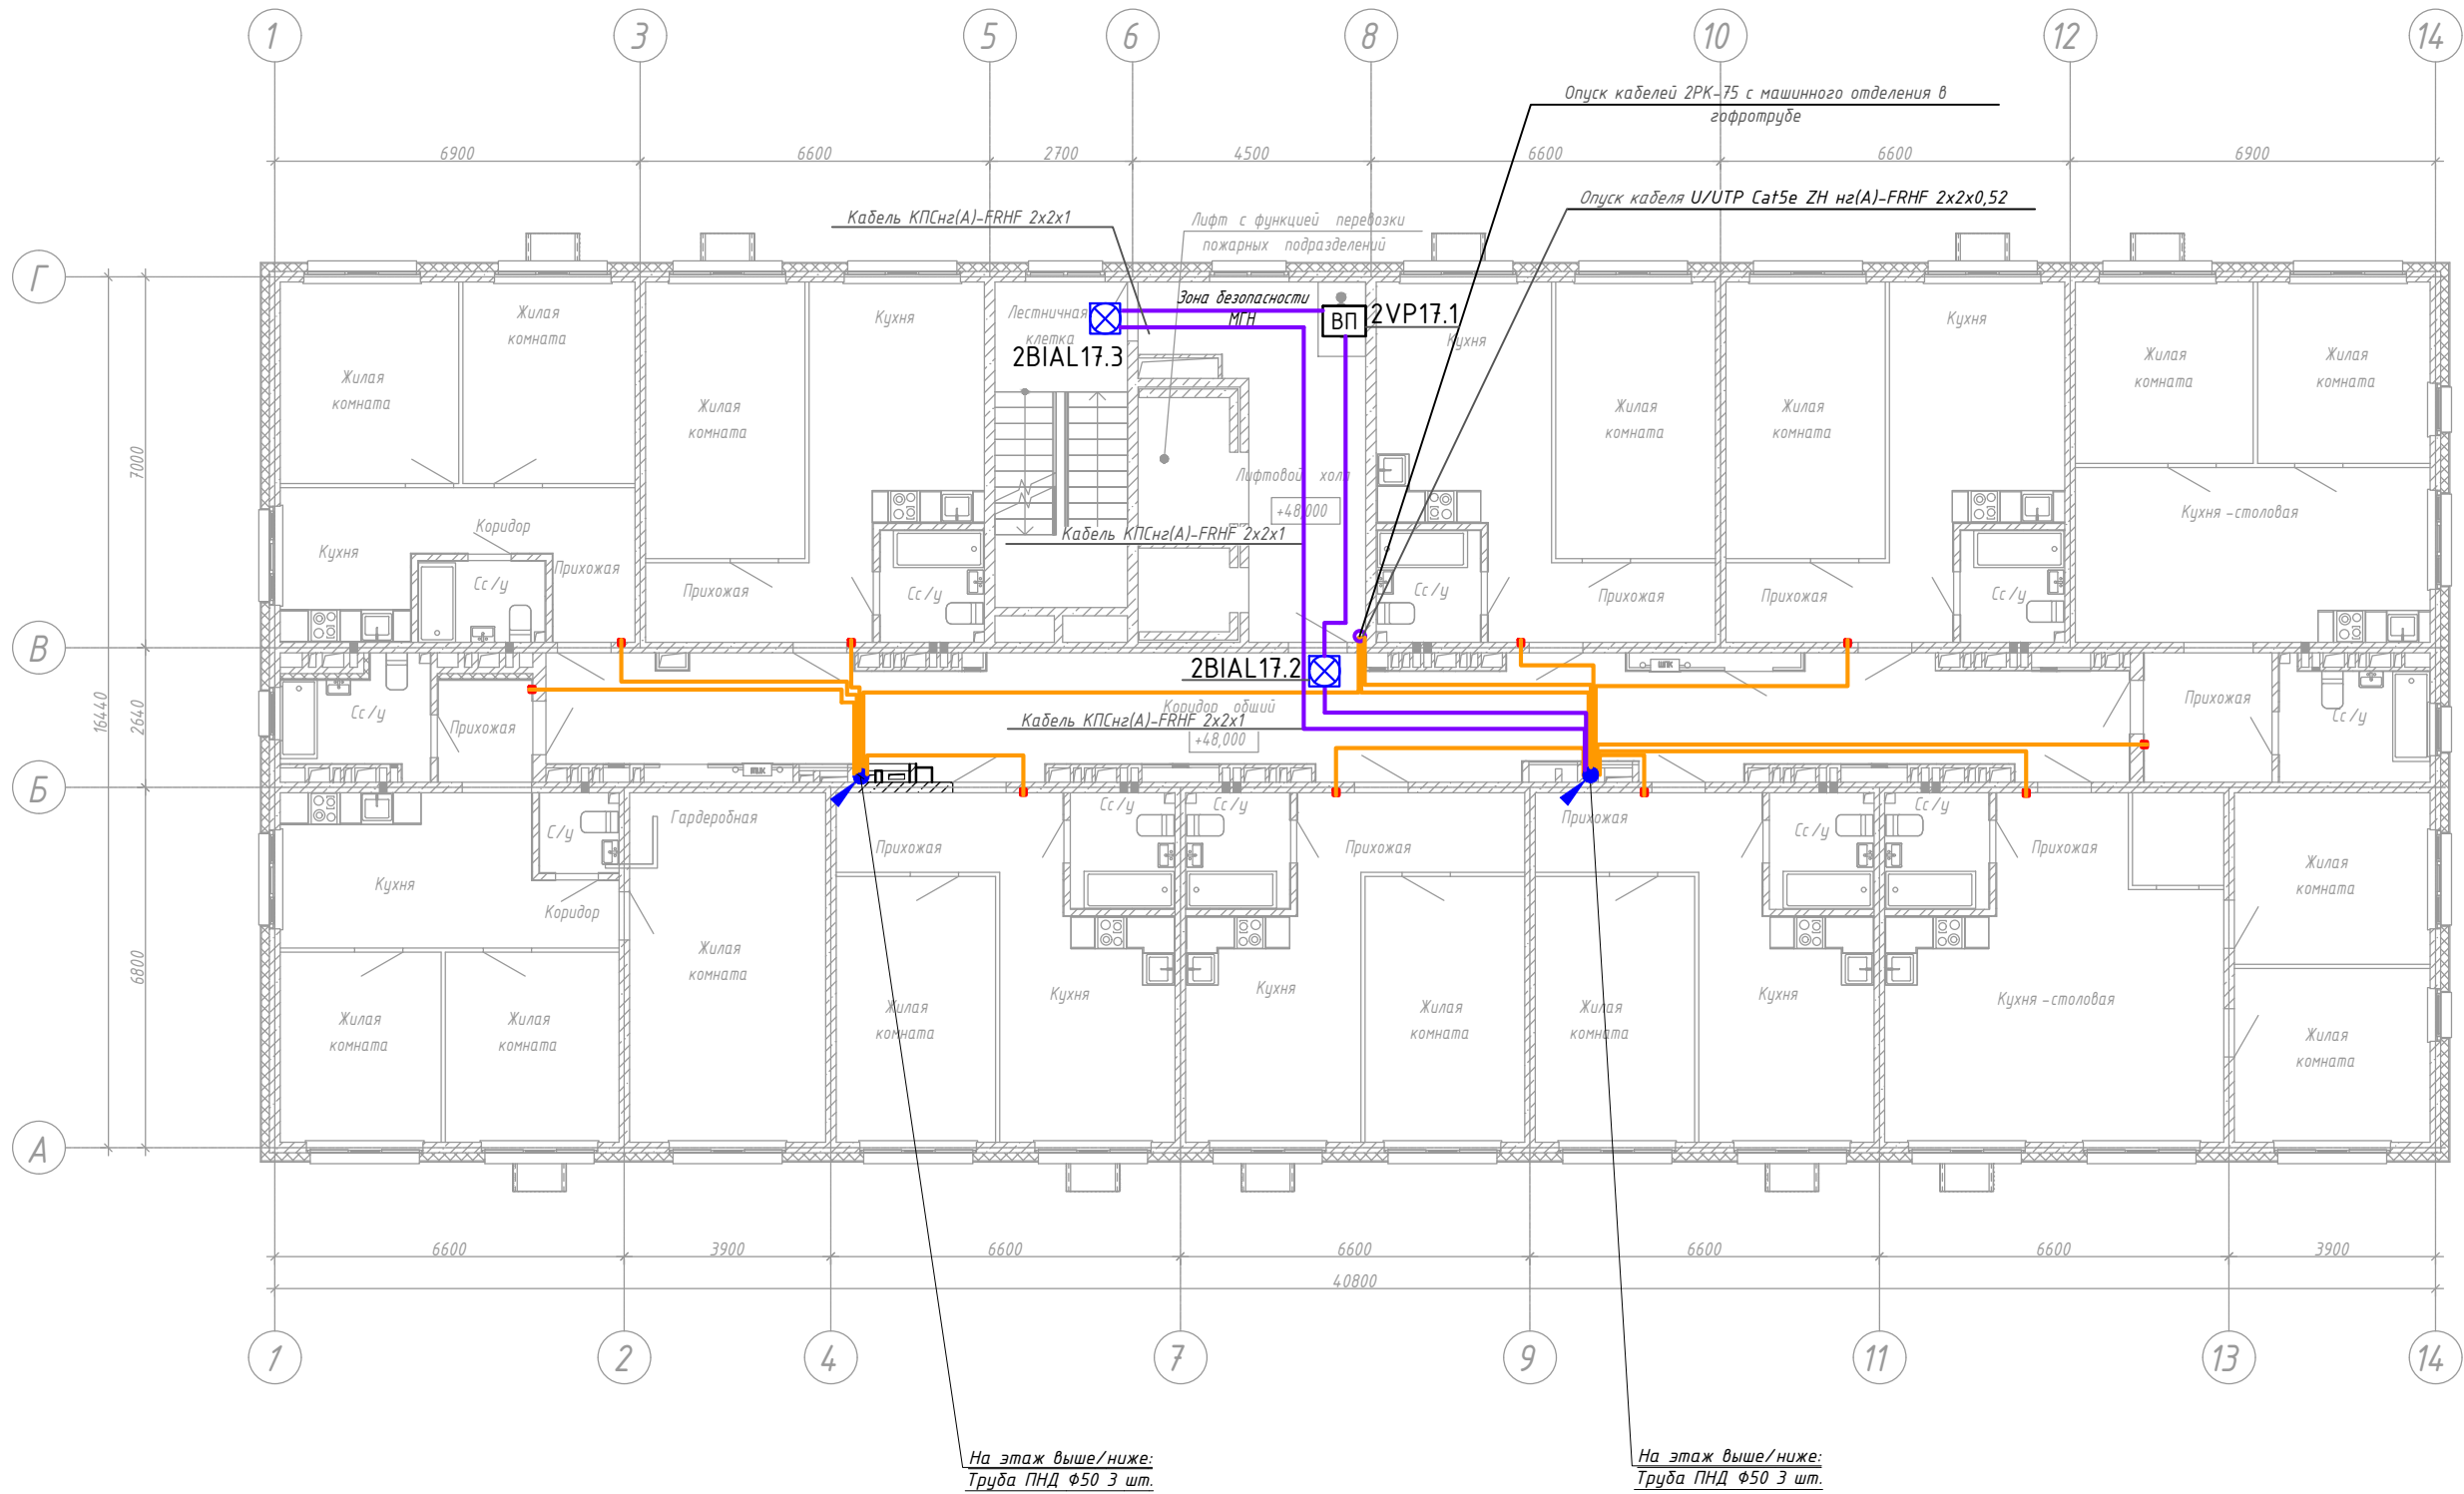 1
3
5
6
8
10
12
14
Опуск кабелей 2РК-75 с машинного отделения в
гофротрубе
6900
6600
2700
4500
6600
6600
6900
Опуск кабеля U/UTP Cat5e ZH нг(А)-FRHF 2х2х0,52
Кабель КПСнг(А)-FRHF 2х2х1
Лифт с функцией перевозки
пожарных подразделений
Г
Зона безопасности
МГН
ВП
2VP17.1
Лестничная
клетка
2BIAL17.3
Жилая
комната
Кухня
Кухня
Кухня
Жилая
комната
Жилая
комната
Жилая
комната
Жилая
комната
Жилая
комната
Жилая
комната
7000
Лифтовой холл
+48,000
Коридор
Кухня
Кухня-столовая
Кабель КПСнг(А)-FRHF 2х2х1
Прихожая
Сс/у
Прихожая
Сс/у
Сс/у
Прихожая
Прихожая
Сс/у
В
2BIAL17.2
16440
2640
Сс/у
Прихожая
Коридор общий
Кабель КПСнг(А)-FRHF 2х2х1
+48,000
Прихожая
Сс/у
ШПК
ШПК
Б
С/у
Гардеробная
Прихожая
Сс/у
Сс/у
Прихожая
Прихожая
Сс/у
Сс/у
Прихожая
Кухня
Коридор
Жилая
комната
Жилая
комната
6800
Жилая
комната
Жилая
комната
Жилая
комната
Кухня
Кухня
Жилая
комната
Жилая
комната
Кухня
Кухня-столовая
Жилая
комната
А
6600
3900
6600
6600
6600
6600
3900
40800
1
2
4
7
9
11
13
14
На этаж выше/ниже:
Труба ПНД Ф50 3 шт.
На этаж выше/ниже:
Труба ПНД Ф50 3 шт.